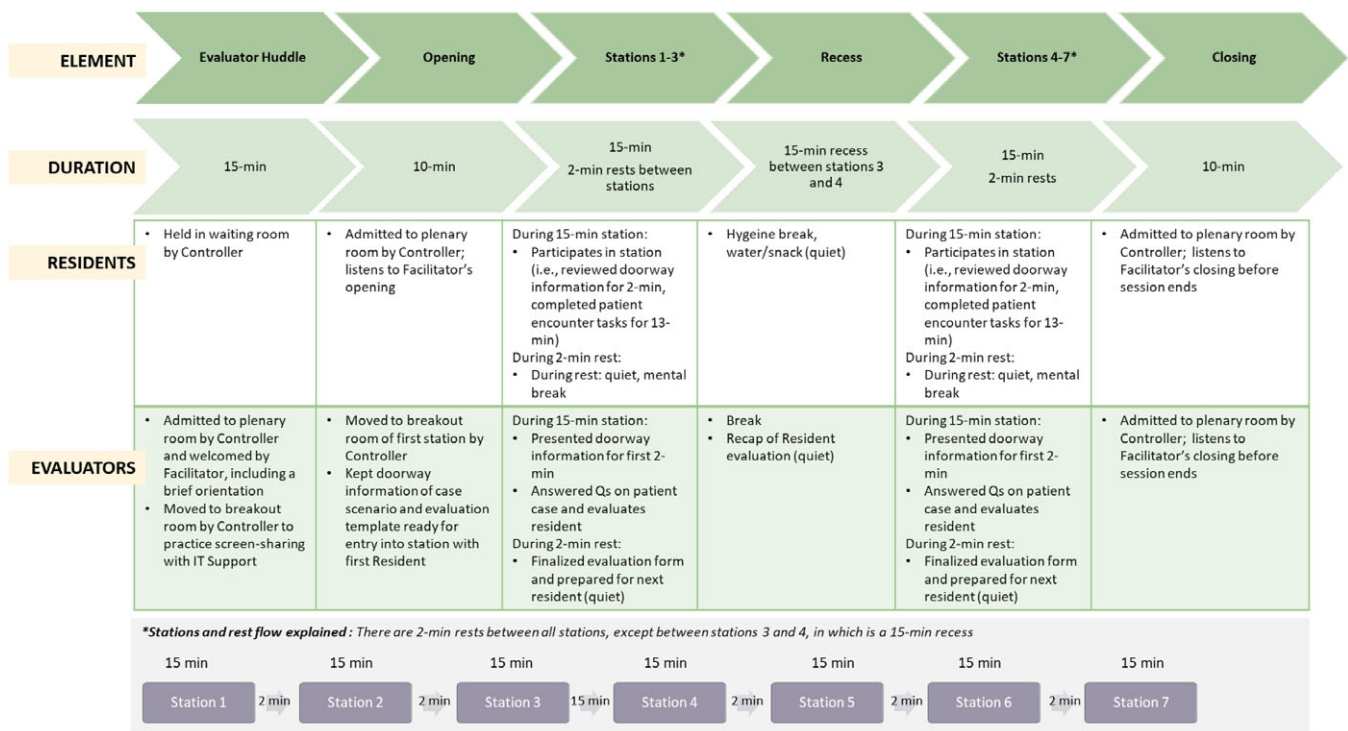 ELEMENT
Evaluator Huddle
Opening
Stations 1-3*
Recess
Stations 4-7*
Closing
DURATION
15-min
10-min
15-min
2-min rests between
stations
15-min recess
between stations 3
and 4
15-min
2-min rests
10-min
RESIDENTS
• Held in waiting room
by Controller
• Admitted to plenary
room by Controller;
listens to Facilitator's
opening
During 15-min station:
• Participates in station
(i.e., reviewed doorway
information for 2-min,
completed patient
encounter tasks for 13-
min)
During 2-min rest:
• During rest: quiet, mental
break
• Hygeine break,
water/snack (quiet)
During 15-min station:
• Participates in station
(i.e., reviewed doorway
information for 2-min,
completed patient
encounter tasks for 13-
min)
During 2-min rest:
• During rest: quiet, mental
break
• Admitted to plenary room by
Controller; listens to
Facilitator's closing before
session ends
EVALUATORS
• Admitted to plenary
room by Controller
and welcomed by
Facilitator, including a
brief orientation
• Moved to breakout
room by Controller to
practice screen-sharing
with IT Support
• Moved to breakout
room of first station by
Controller
• Kept doorway
information of case
scenario and evaluation
template ready for
entry into station with
first Resident
During 15-min station:
• Presented doorway
information for first 2-
min
• Answered Qs on patient
case and evaluates
resident
During 2-min rest:
• Finalized evaluation form
and prepared for next
resident (quiet)
• Break
• Recap of Resident
evaluation (quiet)
During 15-min station:
• Presented doorway
information for first 2-
min
• Answered Qs on patient
case and evaluates
resident
During 2-min rest:
• Finalized evaluation form
and prepared for next
resident (quiet)
• Admitted to plenary room by
Controller; listens to
Facilitator's closing before
session ends
*Stations and rest flow explained : There are 2-min rests between all stations, except between stations 3 and 4, in which is a 15-min recess
15 min
15 min
15 min
15 min
15 min
15 min
15 min
Station 1
2 min
Station 2
2 min
Station 3
15 min
Station 4
2 min
Station 5
2 min
Station 6
2 min
Station 7